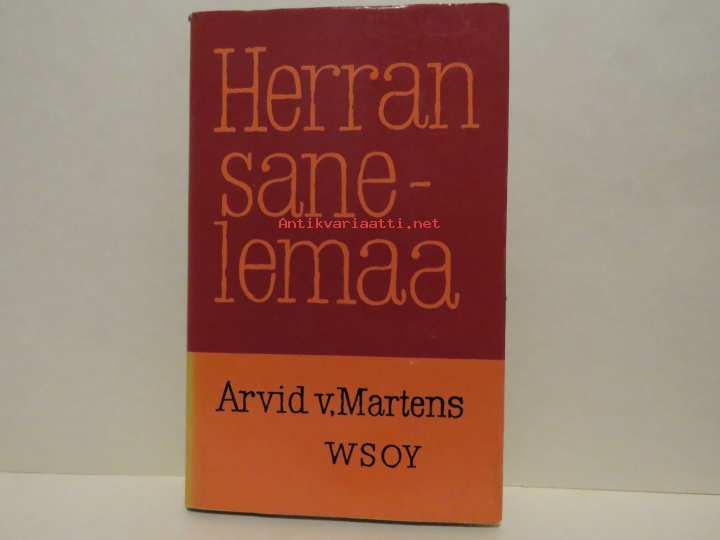 Herran
sane-
Antikvariaatti.net
lemaa
Arvid v. Martens
WSOY